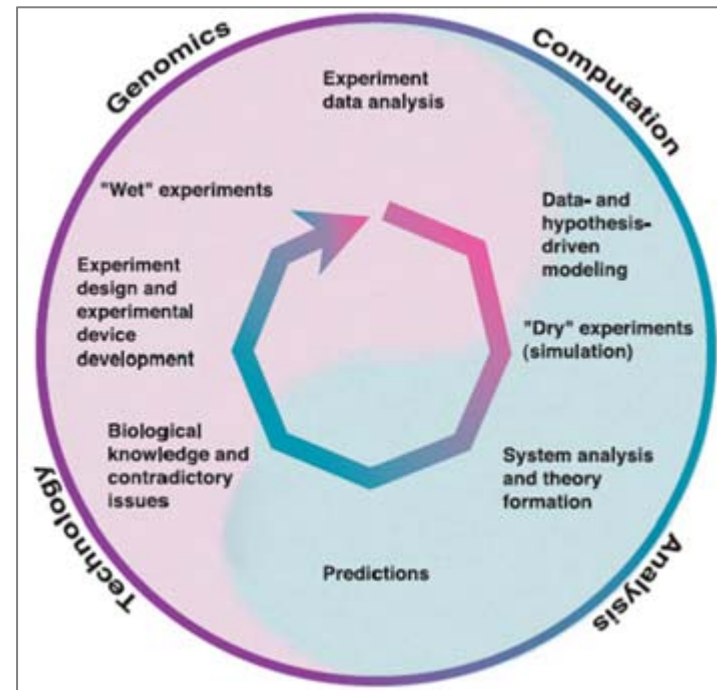 Genomics
Computation
Experiment
data analysis
"Wet" experiments
Data- and
hypothesis-
driven
modeling
Experiment
design and
experimental
device
development
"Dry" experiments
(simulation)
Biological
knowledge and
contradictory
issues
System analysis
and theory
formation
Predictions
Technology
Analysis